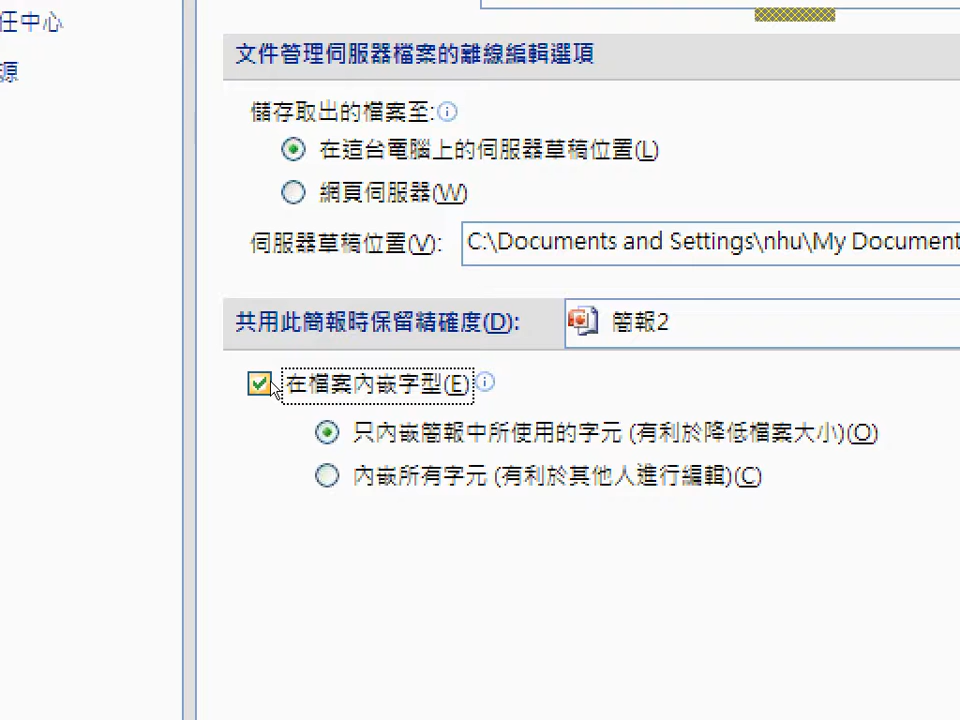 任中心
源
文件管理伺服器檔案的離線編輯選項
儲存取出的檔案至:
在這台電腦上的伺服器草稿位置(L)
網頁伺服器(W)
伺服器草稿位置(V): C:\Documents and Settings\nhu\My Document
共用此簡報時保留精確度(D): 簡報2
在檔案內嵌字型(E)
只內嵌簡報中所使用的字元 (有利於降低檔案大小)(O)
內嵌所有字元 (有利於其他人進行編輯)(C)